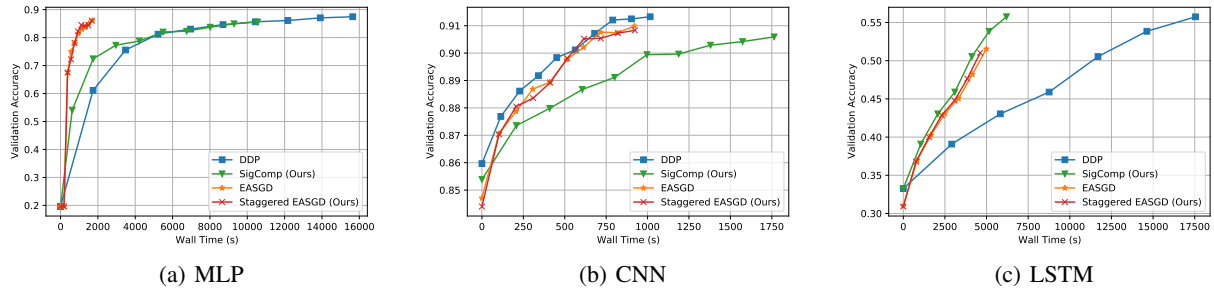 0.9
0.8
0.7
0.6
0.5
0.4
0.3
0.2
Validation Accuracy
0 2000 4000 6000 8000 10000 12000 14000 16000
Wall Time (s)
DDP
SigComp (Ours)
EASGD
Staggered EASGD (Ours)
(a) MLP
0.91
0.90
0.89
0.88
0.87
0.86
0.85
Validation Accuracy
0 250 500 750 1000 1250 1500 1750
Wall Time (s)
DDP
SigComp (Ours)
EASGD
Staggered EASGD (Ours)
(b) CNN
0.55
0.50
0.45
0.40
0.35
0.30
Validation Accuracy
0 2500 5000 7500 10000 12500 15000 17500
Wall Time (s)
DDP
SigComp (Ours)
EASGD
Staggered EASGD (Ours)
(c) LSTM